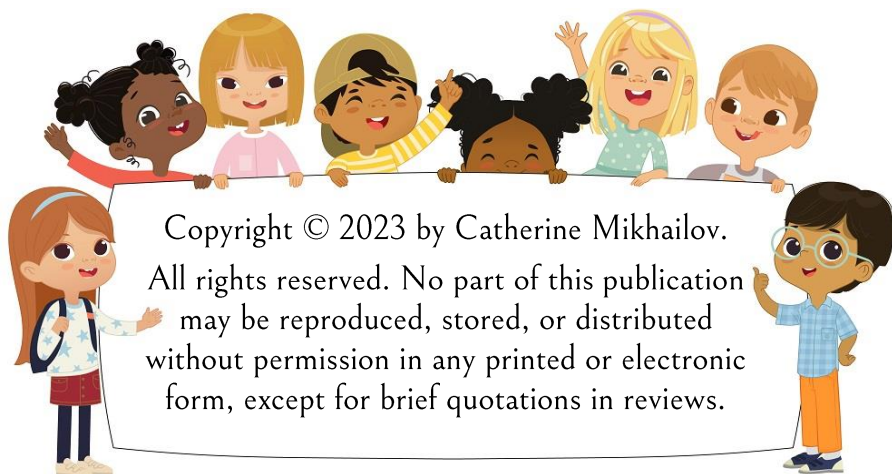 Copyright © 2023 by Catherine Mikhailov.
All rights reserved. No part of this publication
may be reproduced, stored, or distributed
without permission in any printed or electronic
form, except for brief quotations in reviews.